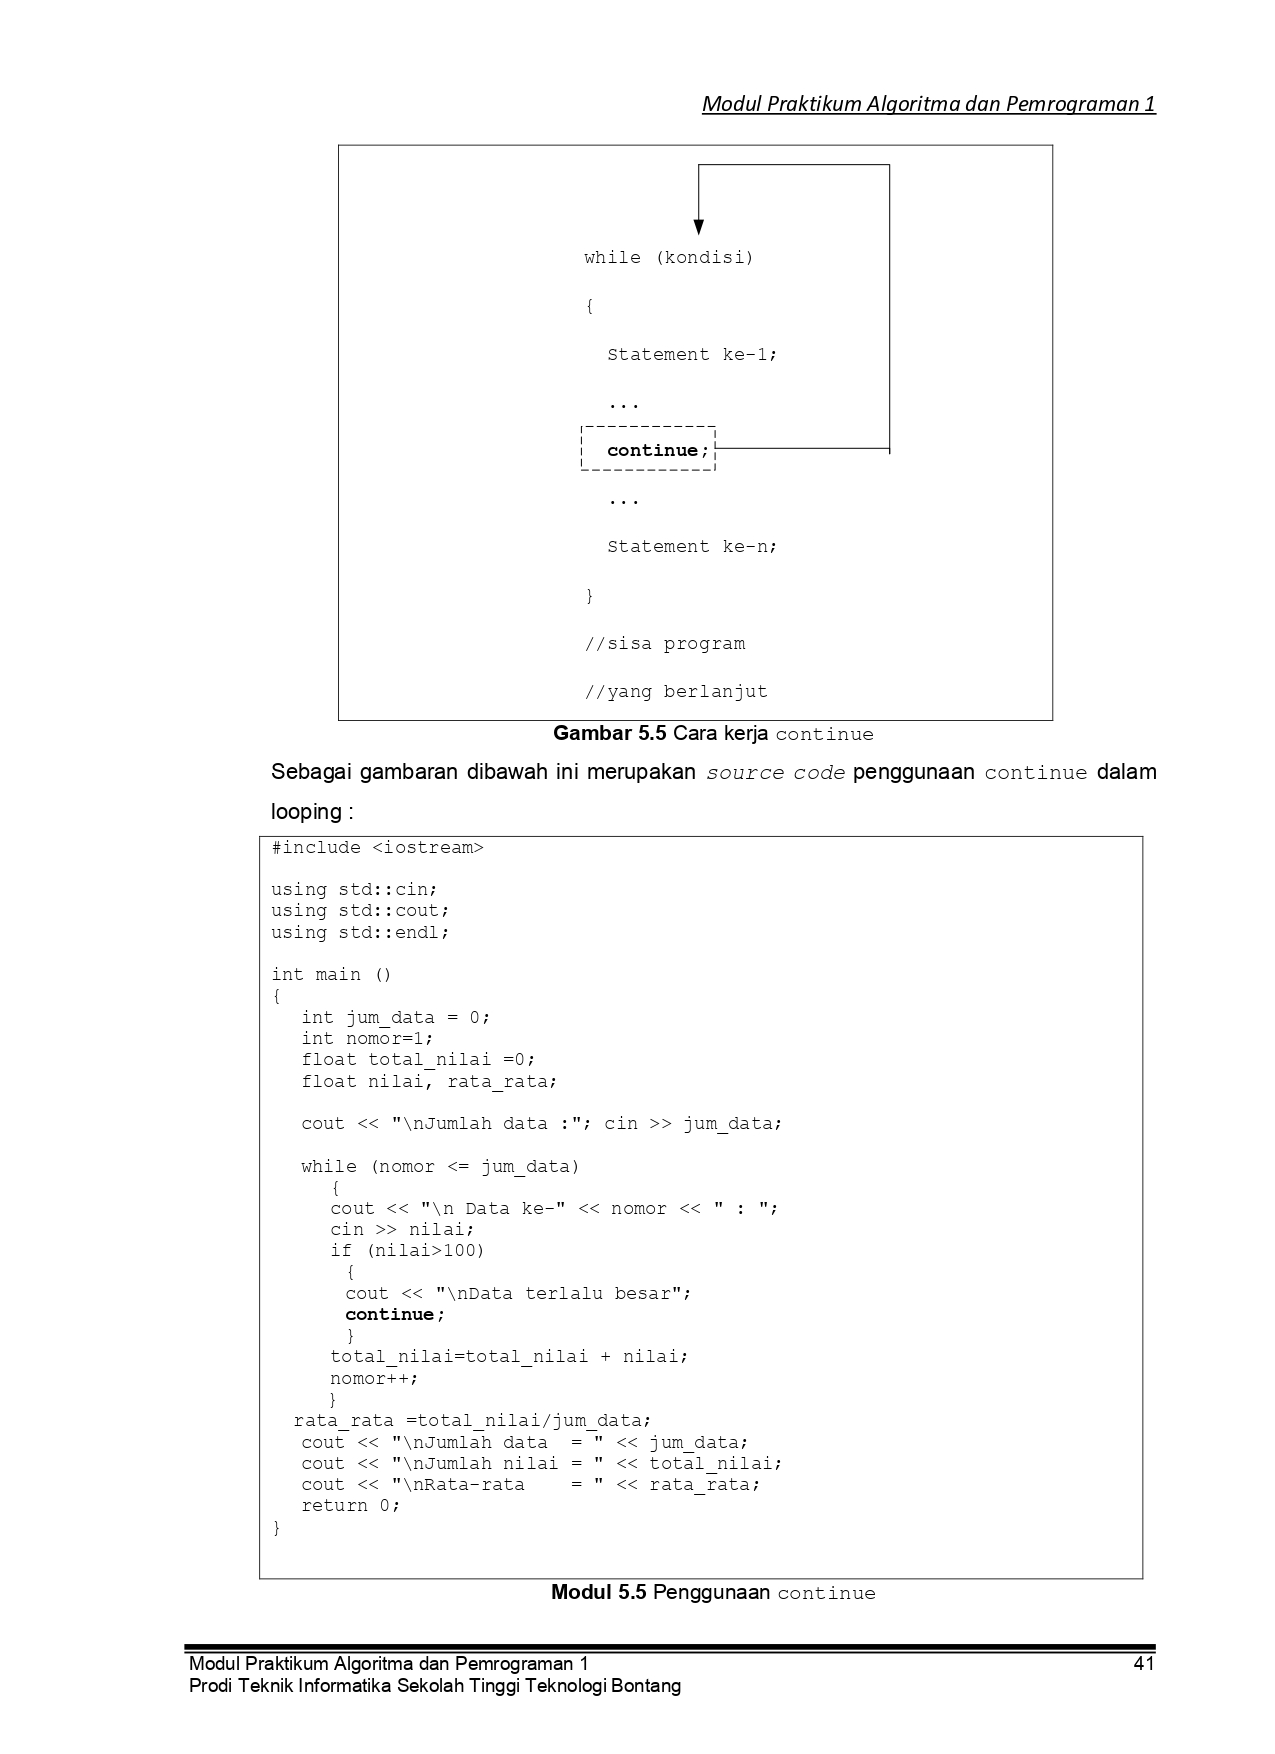 Modul Praktikum Algoritma dan Pemrograman 1
while (kondisi)
{
Statement ke-1;
...
continue;
...
Statement ke-n;
}
//sisa program
//yang berlanjut
Gambar 5.5 Cara kerja continue
Sebagai gambaran dibawah ini merupakan source code penggunaan continue dalam
looping :
#include <iostream>
using std::cin;
using std::cout;
using std::endl;
int main ()
{
int jum_data = 0;
int nomor=1;
float total_nilai =0;
float nilai, rata_rata;
cout << "\nJumlah data :"; cin >> jum_data;
while (nomor <= jum_data)
{
cout << "\n Data ke-" << nomor << " : ";
cin >> nilai;
if (nilai>100)
{
cout << "\nData terlalu besar";
continue;
}
total_nilai=total_nilai + nilai;
nomor++;
}
rata_rata =total_nilai/jum_data;
cout << "\nJumlah data  = " << jum_data;
cout << "\nJumlah nilai = " << total_nilai;
cout << "\nRata-rata    = " << rata_rata;
return 0;
}
Modul 5.5 Penggunaan continue
Modul Praktikum Algoritma dan Pemrograman 1 41
Prodi Teknik Informatika Sekolah Tinggi Teknologi Bontang